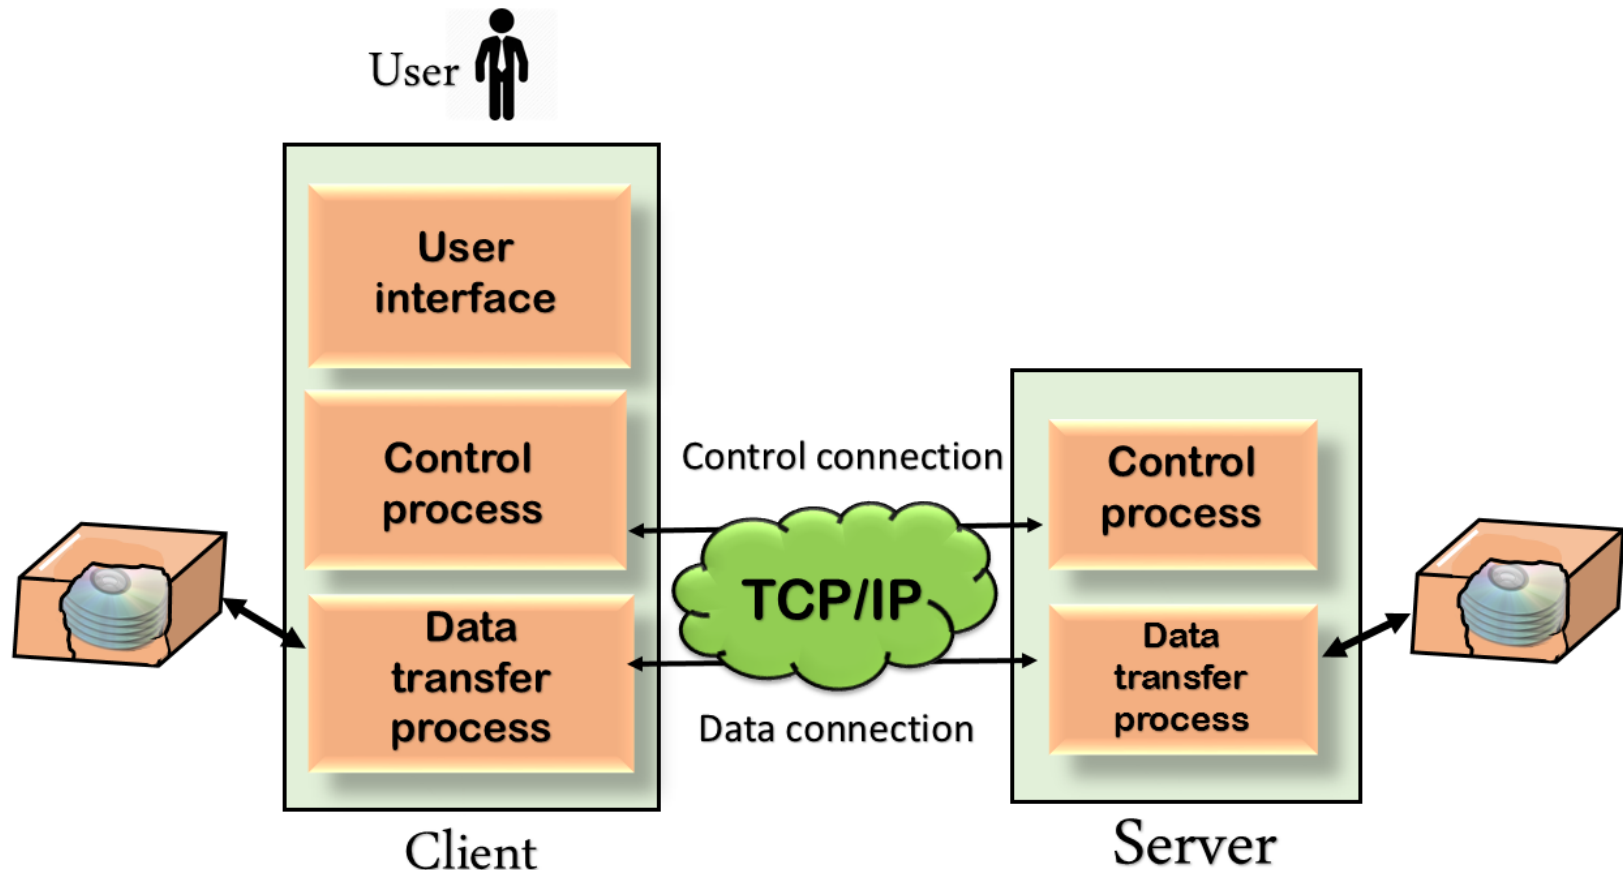 User
User
interface
Control
process
Data
transfer
process
Client
Control connection
TCP/IP
Data connection
Control
process
Data
transfer
process
Server